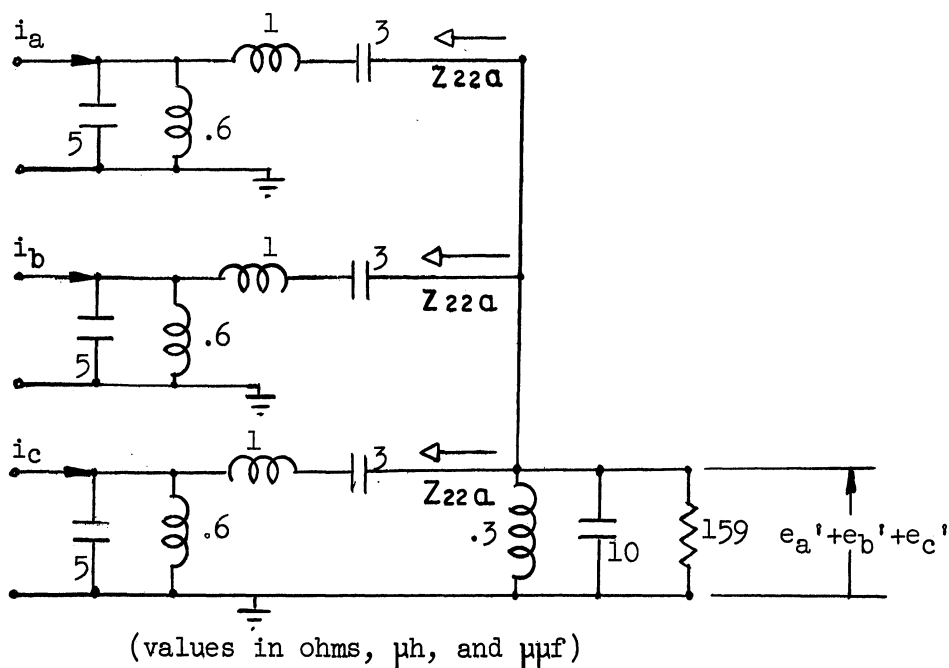 1
3
i_a
Z22a
5
.6
1
3
i_b
Z22a
5
.6
1
3
i_c
Z22a
5
.6
.3
10
159
e_a'+e_b'+e_c'
(values in ohms, μh, and μμf)